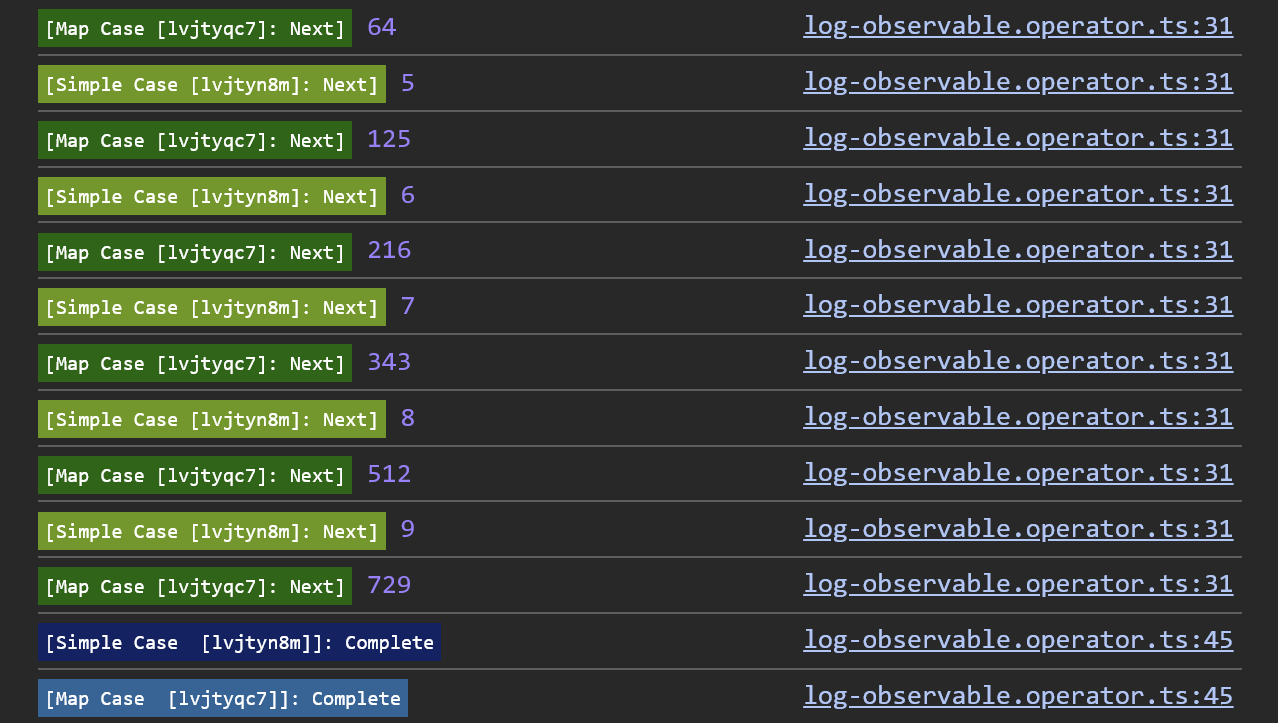 [Map Case [lvjtyqc7]: Next] 64 log-observable.operator.ts:31
[Simple Case [lvjtyn8m]: Next] 5 log-observable.operator.ts:31
[Map Case [lvjtyqc7]: Next] 125 log-observable.operator.ts:31
[Simple Case [lvjtyn8m]: Next] 6 log-observable.operator.ts:31
[Map Case [lvjtyqc7]: Next] 216 log-observable.operator.ts:31
[Simple Case [lvjtyn8m]: Next] 7 log-observable.operator.ts:31
[Map Case [lvjtyqc7]: Next] 343 log-observable.operator.ts:31
[Simple Case [lvjtyn8m]: Next] 8 log-observable.operator.ts:31
[Map Case [lvjtyqc7]: Next] 512 log-observable.operator.ts:31
[Simple Case [lvjtyn8m]: Next] 9 log-observable.operator.ts:31
[Map Case [lvjtyqc7]: Next] 729 log-observable.operator.ts:31
[Simple Case  [lvjtyn8m]]: Complete log-observable.operator.ts:45
[Map Case  [lvjtyqc7]]: Complete log-observable.operator.ts:45